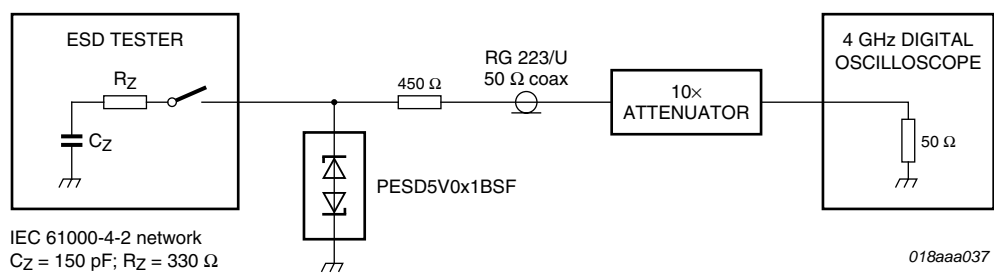 ESD TESTER
RZ
CZ
IEC 61000-4-2 network
CZ = 150 pF; RZ = 330 Ω
450 Ω
RG 223/U
50 Ω coax
PESD5V0x1BSF
10×
ATTENUATOR
4 GHz DIGITAL
OSCILLOSCOPE
50 Ω
018aaa037